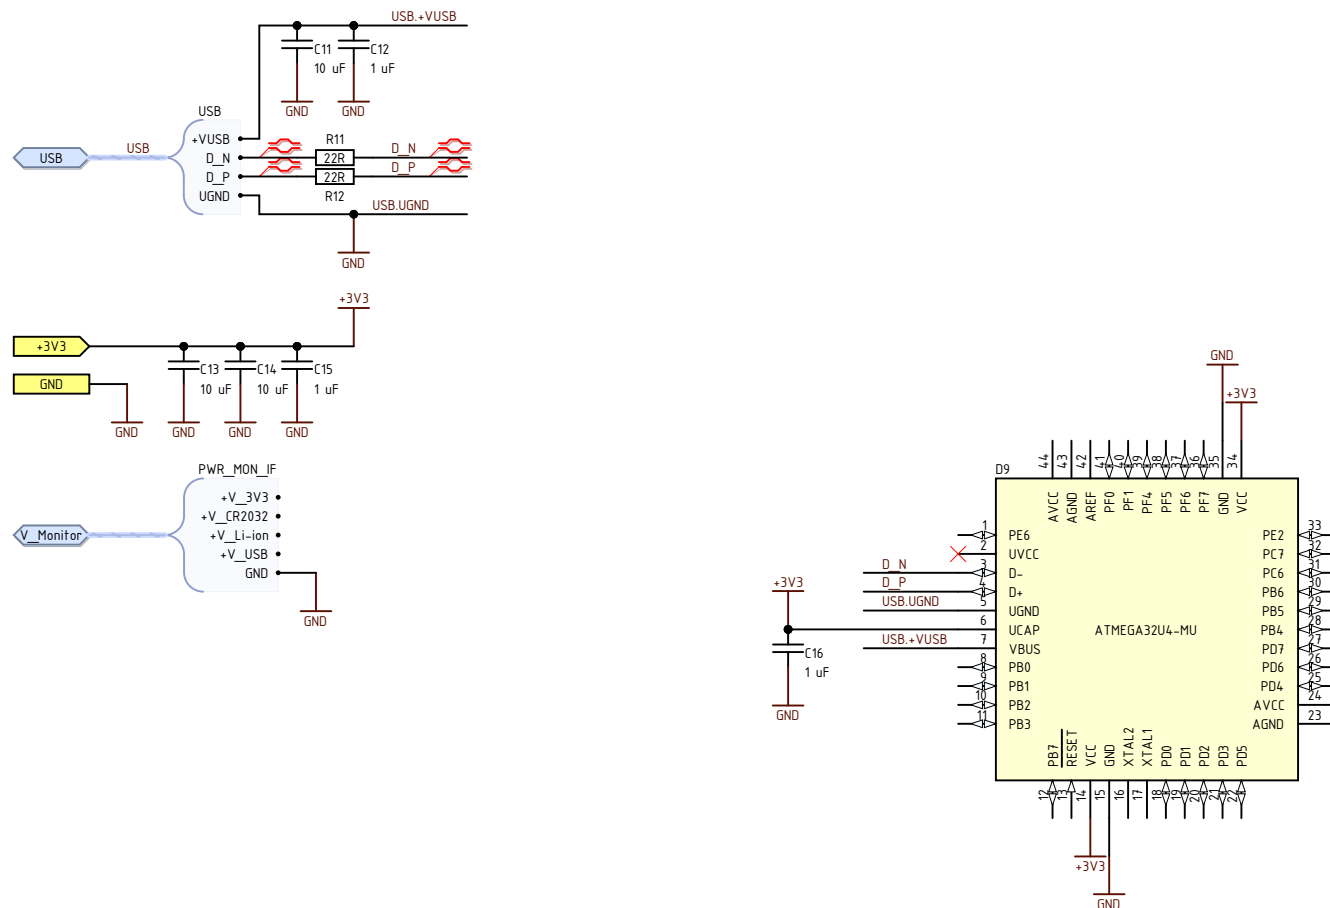 USB.+VUSB
C11
10 uF
C12
1 uF
GND
GND
USB
USB
USB
+VUSB
D_N
D_P
UGND
R11
22R
22R
R12
D_N
D_P
USB.UGND
GND
+3V3
+3V3
GND
C13
10 uF
C14
10 uF
C15
1 uF
GND
GND
GND
GND
PWR_MON_IF
V_Monitor
+V_3V3
+V_CR2032
+V_Li-ion
+V_USB
GND
GND
GND
+3V3
D9
44 43 42 41 40 39 38 37 36 35 34
AVCC AGND AREF PF0 PF1 PF4 PF5 PF6 PF7 GND VCC
1 PE6
2 UVCC
D_N 3 D-
D_P 4 D+
USB.UGND 5 UGND
6 UCAP
USB.+VUSB 7 VBUS
8 PB0
9 PB1
10 PB2
11 PB3
+3V3
C16
1 uF
GND
ATMEGA32U4-MU
PE2 33
PC7 32
PC6 31
PB6 30
PB5 29
PB4 28
PD7 27
PD6 26
PD4 25
AVCC 24
AGND 23
PB7 RESET VCC GND XTAL2 XTAL1 PD0 PD1 PD2 PD3 PD5
12 13 14 15 16 17 18 19 20 21 22
+3V3
GND